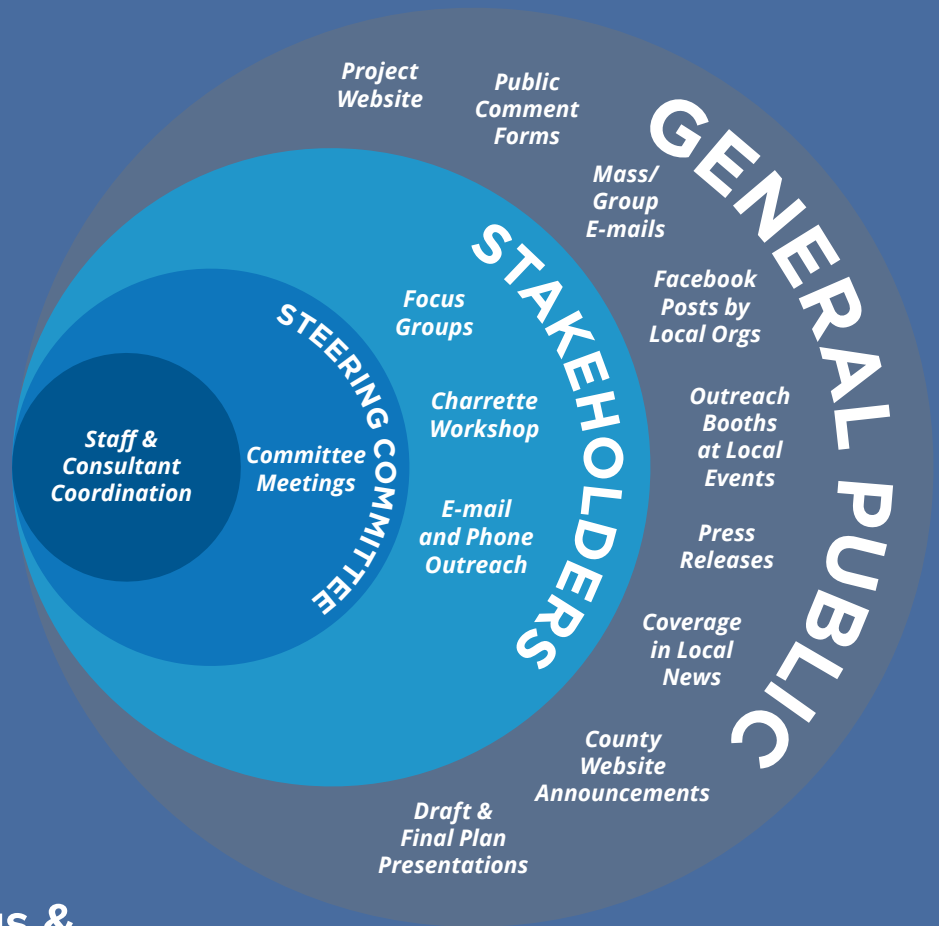 Project
Website
Public
Comment
Forms
Mass/
Group
E-mails
Facebook
Posts by
Local Orgs
Outreach
Booths
at Local
Events
Press
Releases
Coverage
in Local
News
County
Website
Announcements
Draft &
Final Plan
Presentations
GENERAL PUBLIC
Focus
Groups
Charrette
Workshop
E-mail
and Phone
Outreach
STAKEHOLDERS
Committee
Meetings
STEERING COMMITTEE
Staff &
Consultant
Coordination
&